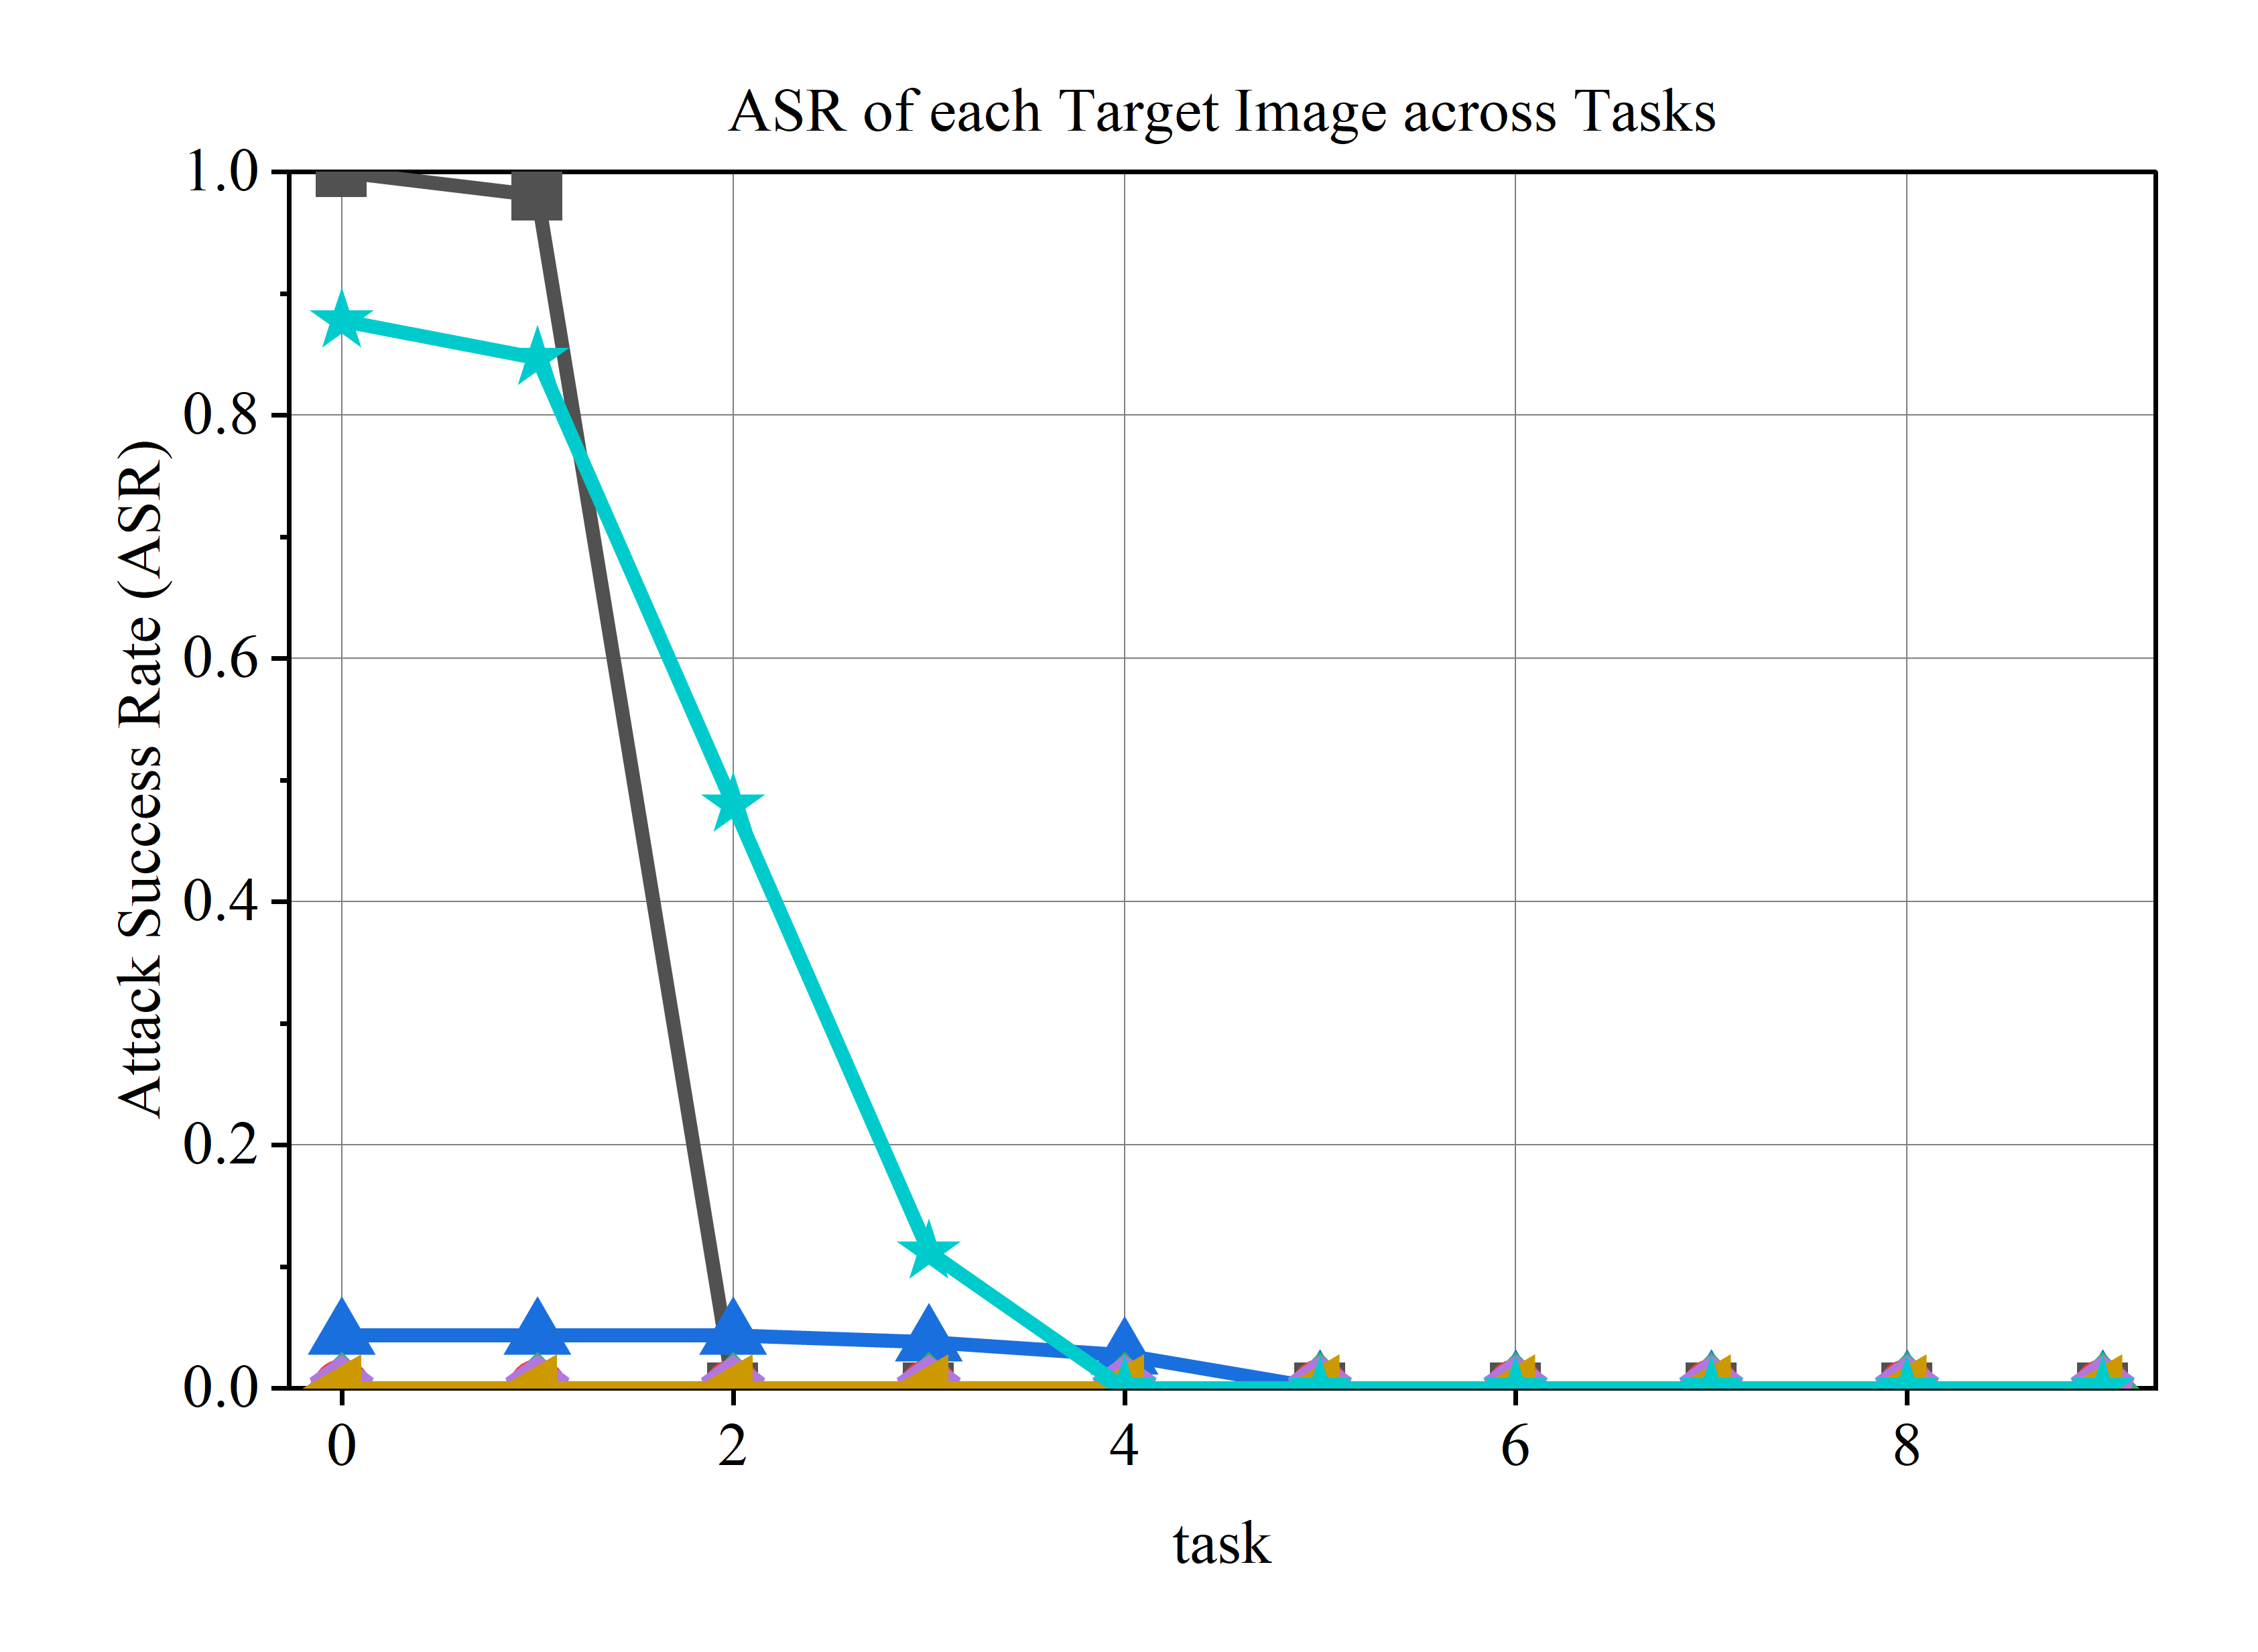 ASR of each Target Image across Tasks
Attack Success Rate (ASR)
1.0
0.8
0.6
0.4
0.2
0.0
0 2 4 6 8
task